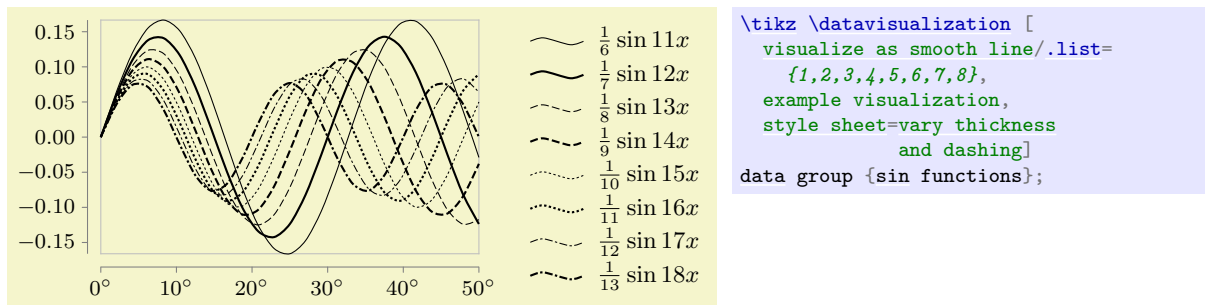 0.15
0.10
0.05
0.00
−0.05
−0.10
−0.15
0° 10° 20° 30° 40° 50°
1/6 sin 11x
1/7 sin 12x
1/8 sin 13x
1/9 sin 14x
1/10 sin 15x
1/11 sin 16x
1/12 sin 17x
1/13 sin 18x
\tikz \datavisualization [
visualize as smooth line/.list=
{1,2,3,4,5,6,7,8},
example visualization,
style sheet=vary thickness
and dashing]
data group {sin functions};